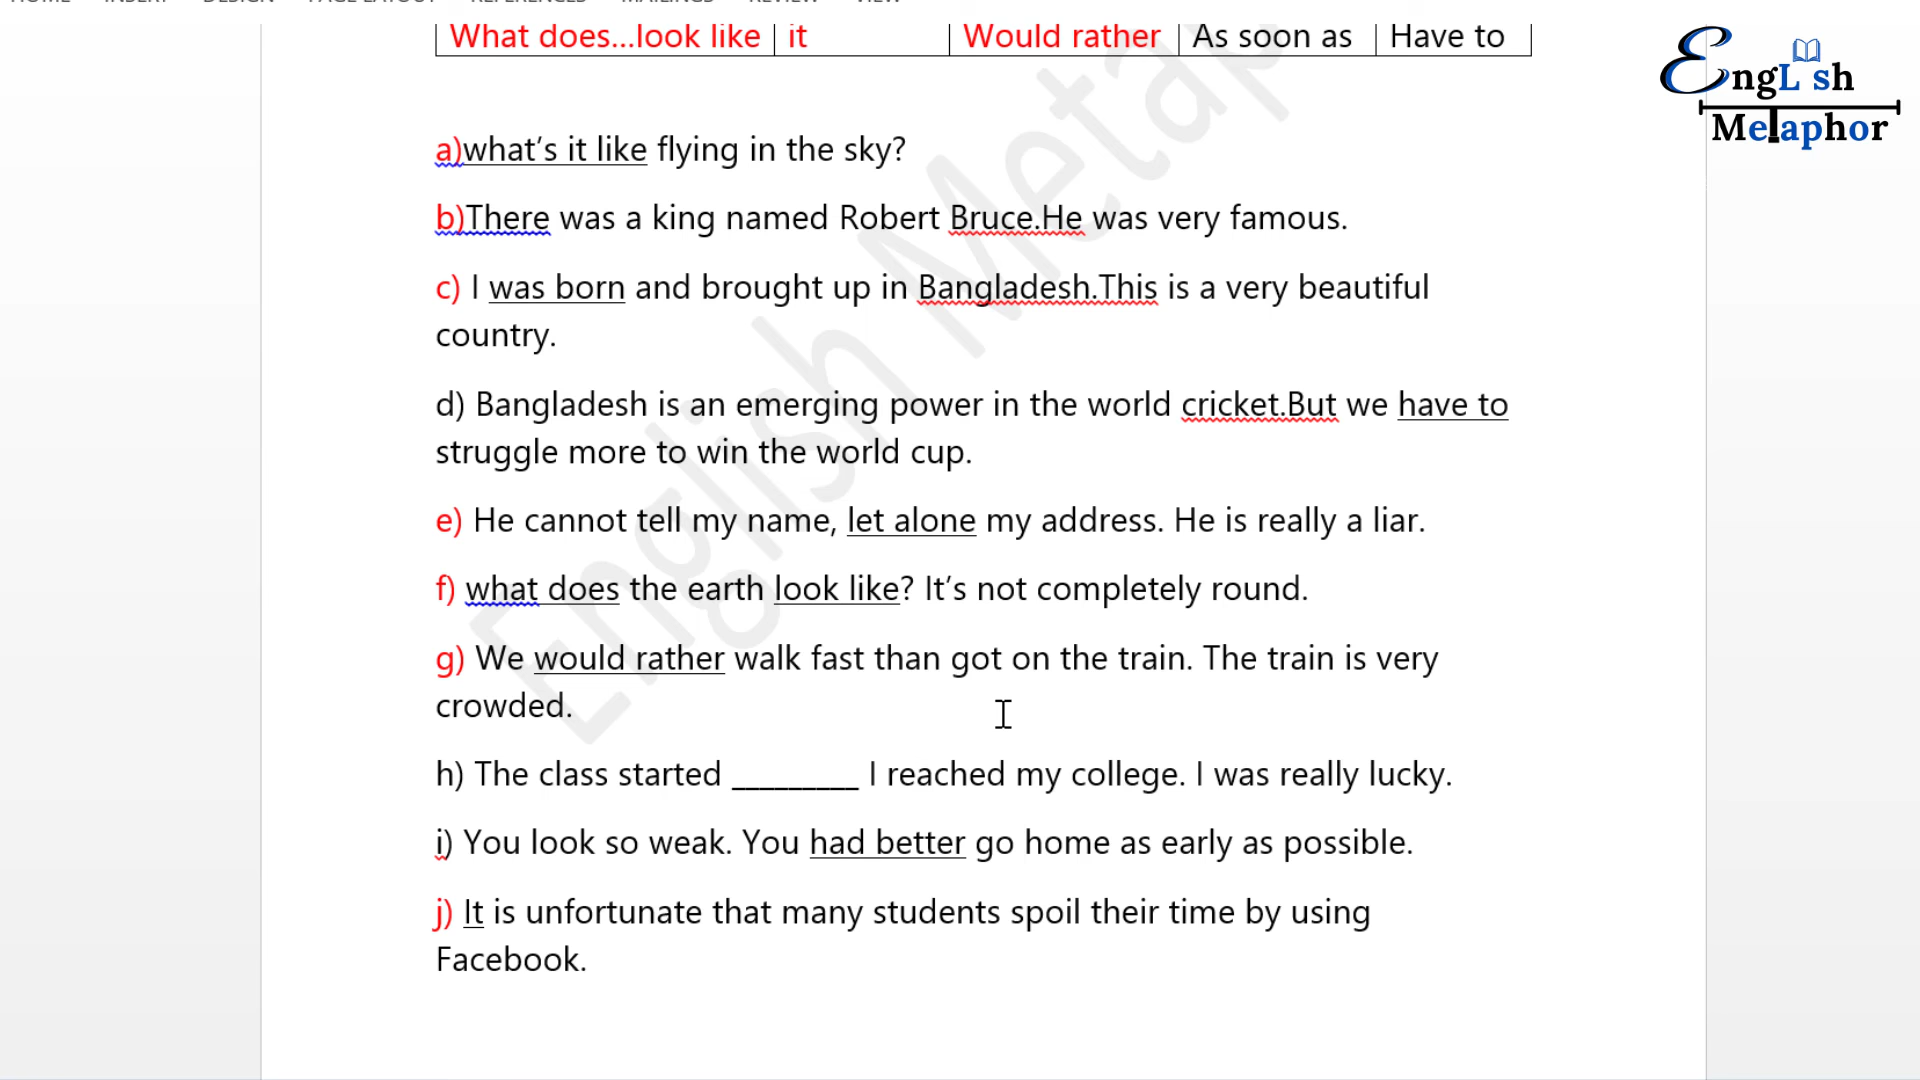 What does...look like it Would rather As soon as Have to
EngLish
Metaphor
a)what's it like flying in the sky?
b)There was a king named Robert Bruce.He was very famous.
c) I was born and brought up in Bangladesh.This is a very beautiful
country.
d) Bangladesh is an emerging power in the world cricket.But we have to
struggle more to win the world cup.
e) He cannot tell my name, let alone my address. He is really a liar.
f) what does the earth look like? It's not completely round.
g) We would rather walk fast than got on the train. The train is very
crowded.
h) The class started _________ I reached my college. I was really lucky.
i) You look so weak. You had better go home as early as possible.
j) It is unfortunate that many students spoil their time by using
Facebook.
English Metap